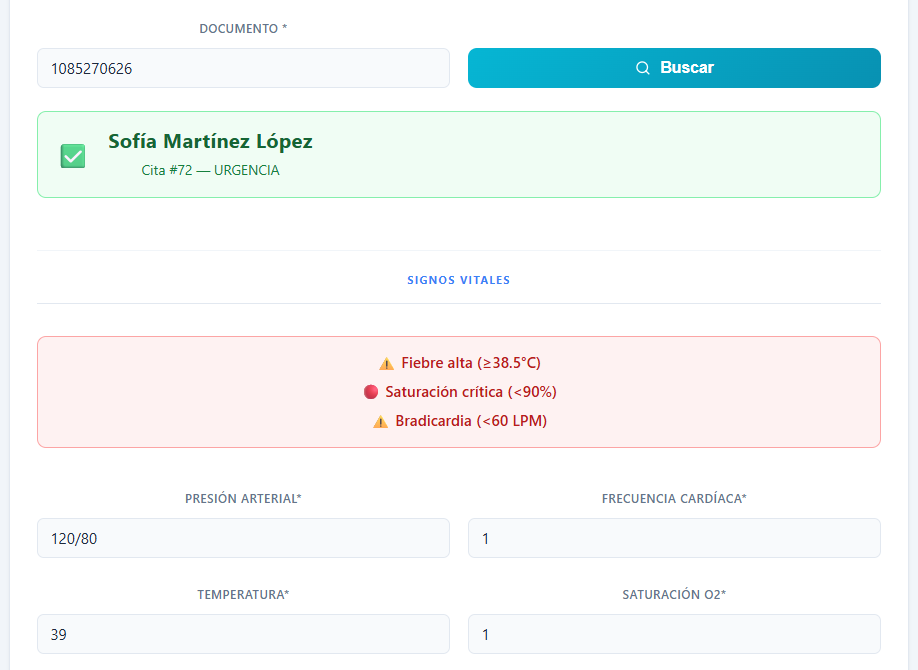 DOCUMENTO *
1085270626
Buscar
Sofía Martínez López
Cita #72 — URGENCIA
SIGNOS VITALES
Fiebre alta (≥38.5°C)
Saturación crítica (<90%)
Bradicardia (<60 LPM)
PRESIÓN ARTERIAL*
FRECUENCIA CARDÍACA*
120/80
1
TEMPERATURA*
SATURACIÓN O2*
39
1